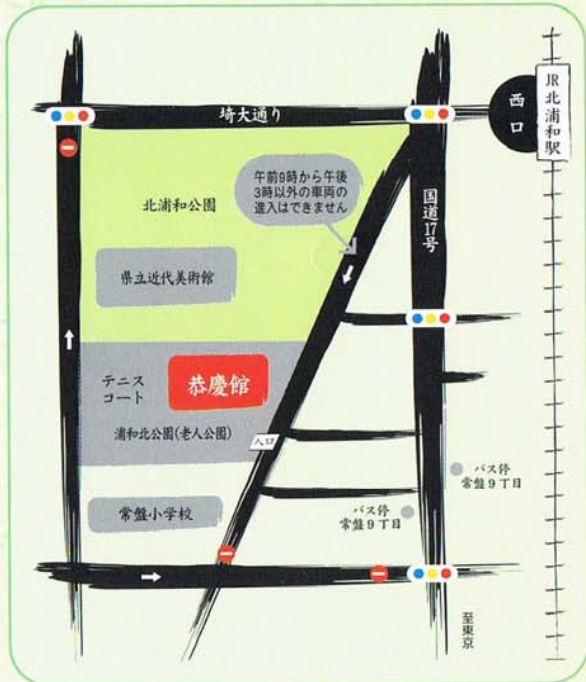 埼大通り
西口
JR北浦和駅
午前9時から午後
3時以外の車両の
進入はできません
北浦和公園
国道17号
県立近代美術館
テニス
コート
恭慶館
浦和北公園(老人公園)
入口
バス停
常盤9丁目
常盤小学校
バス停
常盤9丁目
至東京